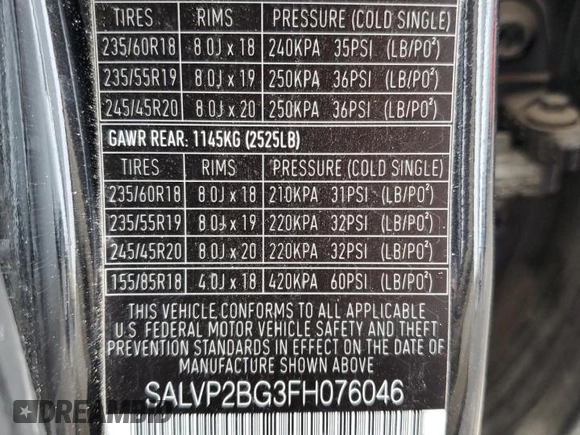 TIRES RIMS PRESSURE (COLD SINGLE)
235/60R18 8.0J x 18 240KPA 35PSI (LB/PO²)
235/55R19 8.0J x 19 250KPA 36PSI (LB/PO²)
245/45R20 8.0J x 20 250KPA 36PSI (LB/PO²)
GAWR REAR: 1145KG (2525LB)
TIRES RIMS PRESSURE (COLD SINGLE)
235/60R18 8.0J x 18 210KPA 31PSI (LB/PO²)
235/55R19 8.0J x 19 220KPA 32PSI (LB/PO²)
245/45R20 8.0J x 20 220KPA 32PSI (LB/PO²)
155/85R18 4.0J x 18 420KPA 60PSI (LB/PO²)
THIS VEHICLE CONFORMS TO ALL APPLICABLE
U.S. FEDERAL MOTOR VEHICLE SAFETY AND THEFT
PREVENTION STANDARDS IN EFFECT ON THE DATE OF
MANUFACTURE SHOWN ABOVE.
SALVP2BG3FH076046
DREAMBID